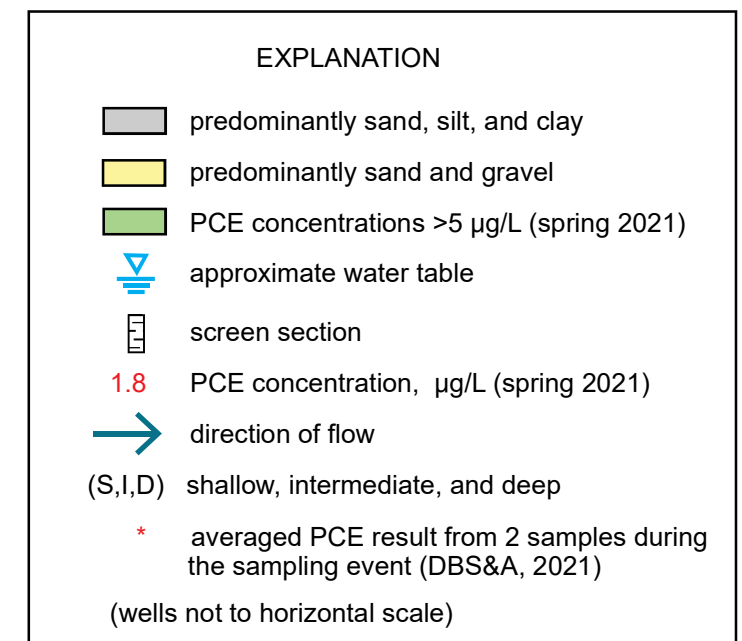 EXPLANATION
predominantly sand, silt, and clay
predominantly sand and gravel
PCE concentrations >5 µg/L (spring 2021)
approximate water table
screen section
1.8 PCE concentration, µg/L (spring 2021)
direction of flow
(S,I,D) shallow, intermediate, and deep
* averaged PCE result from 2 samples during
the sampling event (DBS&A, 2021)
(wells not to horizontal scale)